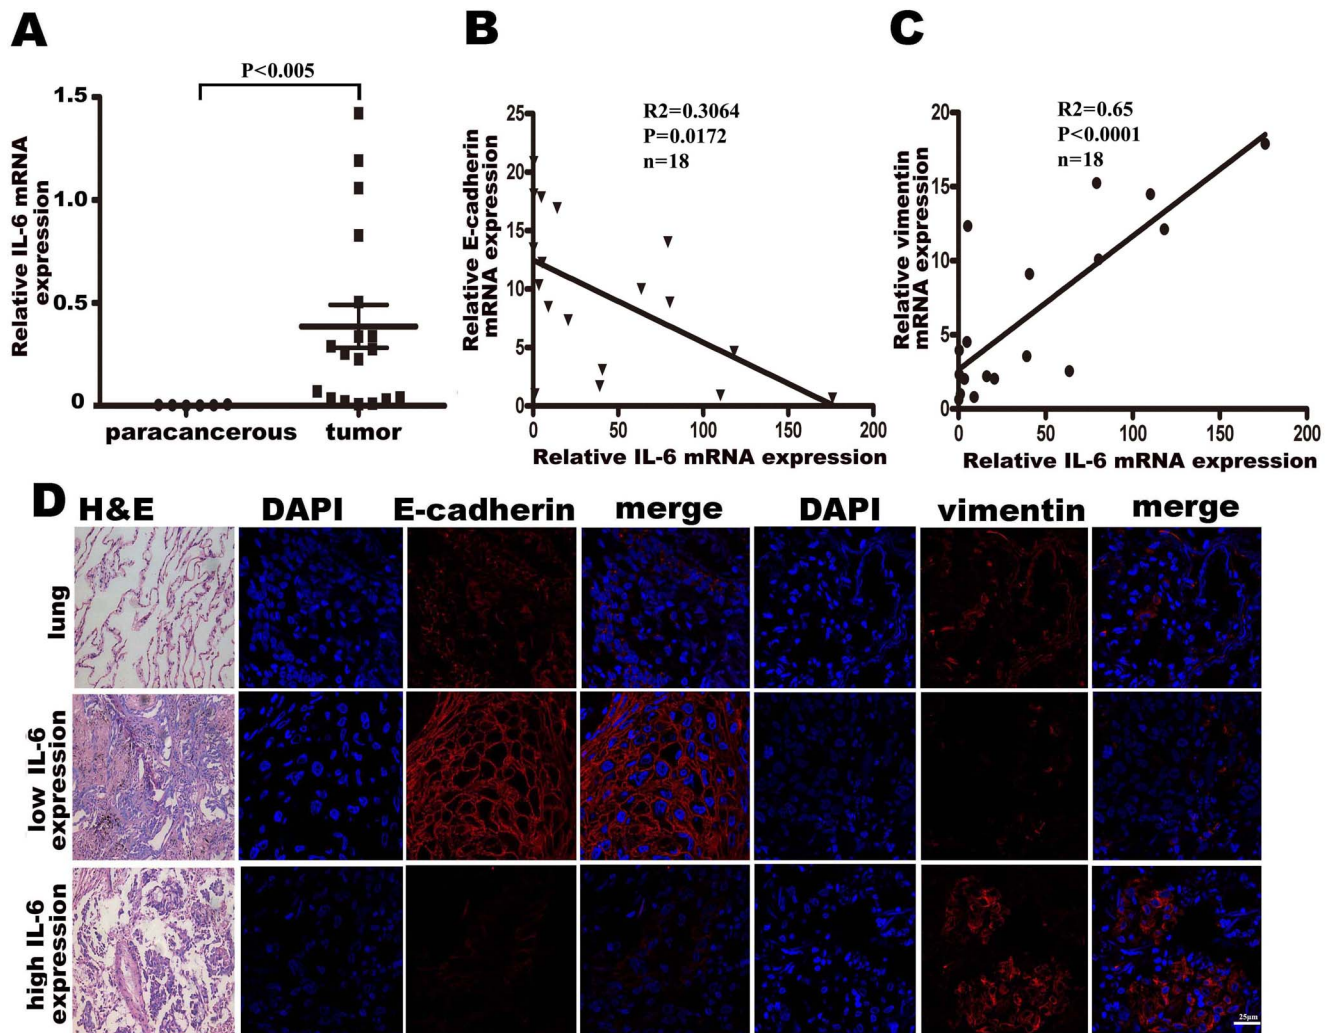 A
P<0.005
1.5
1.0
0.5
0
Relative IL-6 mRNA
expression
paracancerous
tumor
B
R2=0.3064
P=0.0172
n=18
25
20
15
10
5
0
Relative E-cadherin
mRNA expression
0
50
100
150
200
Relative IL-6 mRNA expression
C
R2=0.65
P<0.0001
n=18
20
15
10
5
0
Relative vimentin
mRNA expression
0
50
100
150
200
Relative IL-6 mRNA expression
D
H&E
DAPI
E-cadherin
merge
DAPI
vimentin
merge
lung
low IL-6
expression
high IL-6
expression
25μm